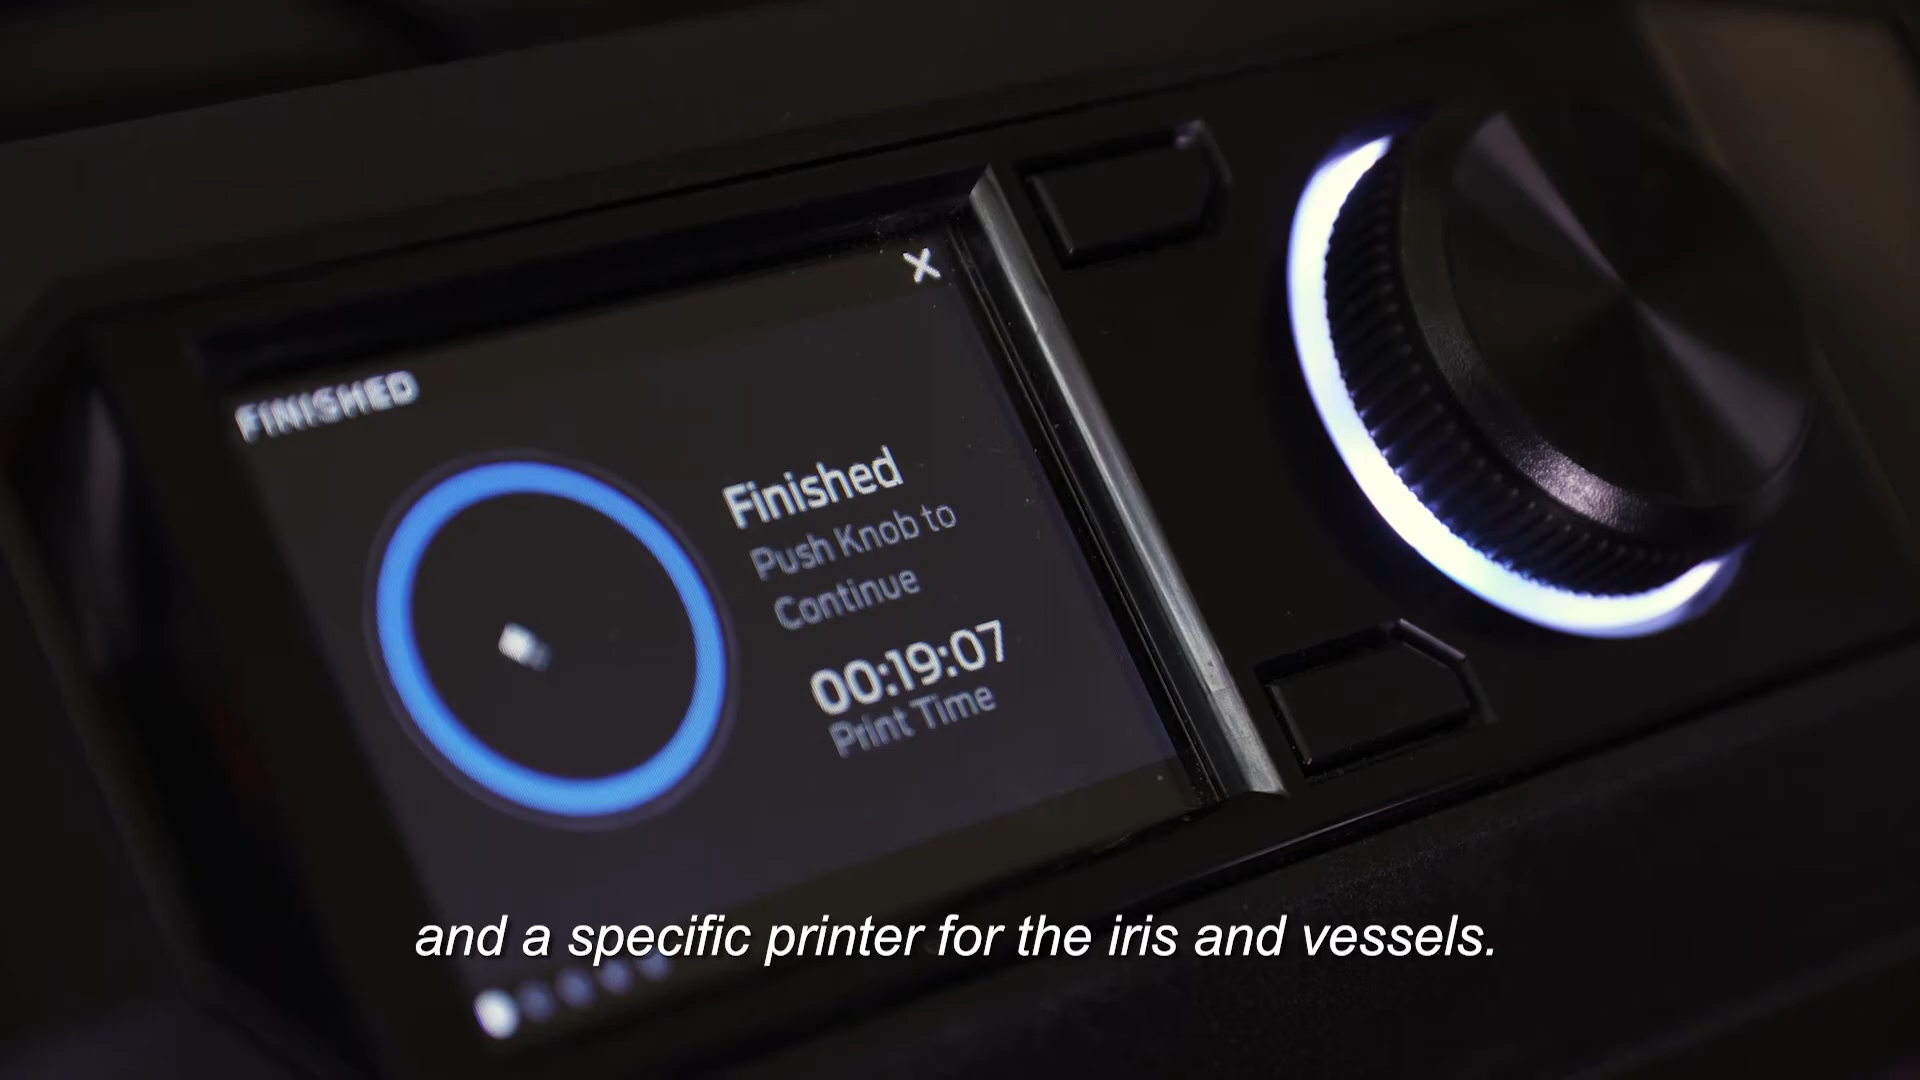 X
FINISHED
Finished
Push Knob to
Continue
00:19:07
Print Time
and a specific printer for the iris and vessels.